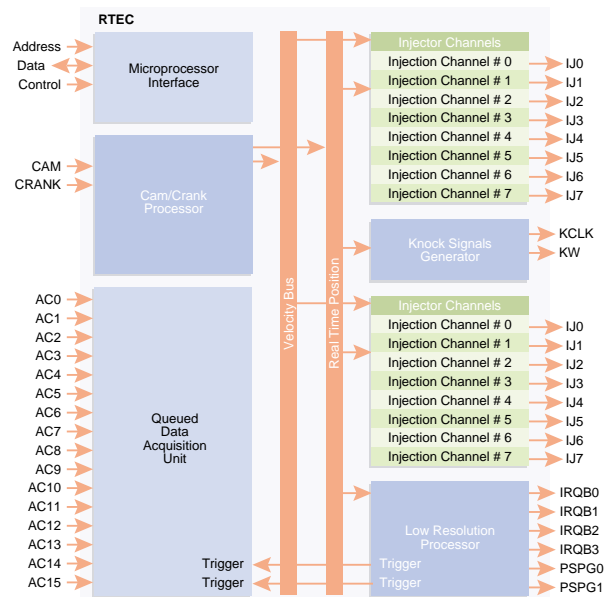 RTEC
Address
Data
Control
Microprocessor
Interface
CAM
CRANK
Cam/Crank
Processor
AC0
AC1
AC2
AC3
AC4
AC5
AC6
AC7
AC8
AC9
AC10
AC11
AC12
AC13
AC14
AC15
Queued
Data
Acquisition
Unit
Trigger
Trigger
Velocity Bus
Real Time Position
Injector Channels
Injection Channel # 0
Injection Channel # 1
Injection Channel # 2
Injection Channel # 3
Injection Channel # 4
Injection Channel # 5
Injection Channel # 6
Injection Channel # 7
IJ0
IJ1
IJ2
IJ3
IJ4
IJ5
IJ6
IJ7
Knock Signals
Generator
KCLK
KW
Injector Channels
Injection Channel # 0
Injection Channel # 1
Injection Channel # 2
Injection Channel # 3
Injection Channel # 4
Injection Channel # 5
Injection Channel # 6
Injection Channel # 7
IJ0
IJ1
IJ2
IJ3
IJ4
IJ5
IJ6
IJ7
Low Resolution
Processor
Trigger
Trigger
IRQB0
IRQB1
IRQB2
IRQB3
PSPG0
PSPG1